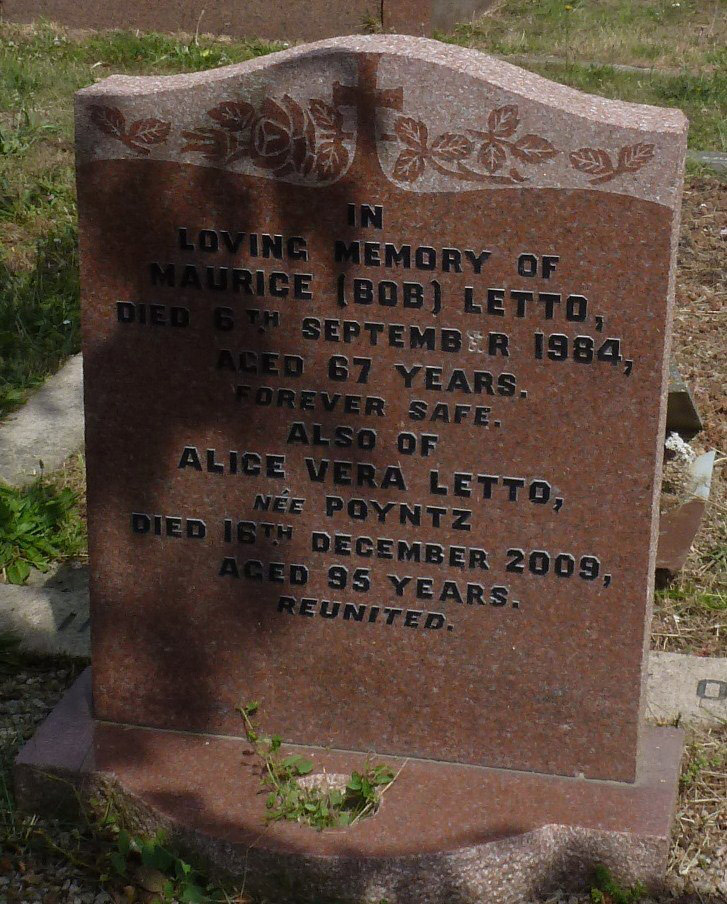 IN
LOVING MEMORY OF
MAURICE (BOB) LETTO,
DIED 6TH SEPTEMBER 1984,
AGED 67 YEARS.
FOREVER SAFE.
ALSO OF
ALICE VERA LETTO,
NÉE POYNTZ
DIED 16TH DECEMBER 2009,
AGED 95 YEARS.
REUNITED.